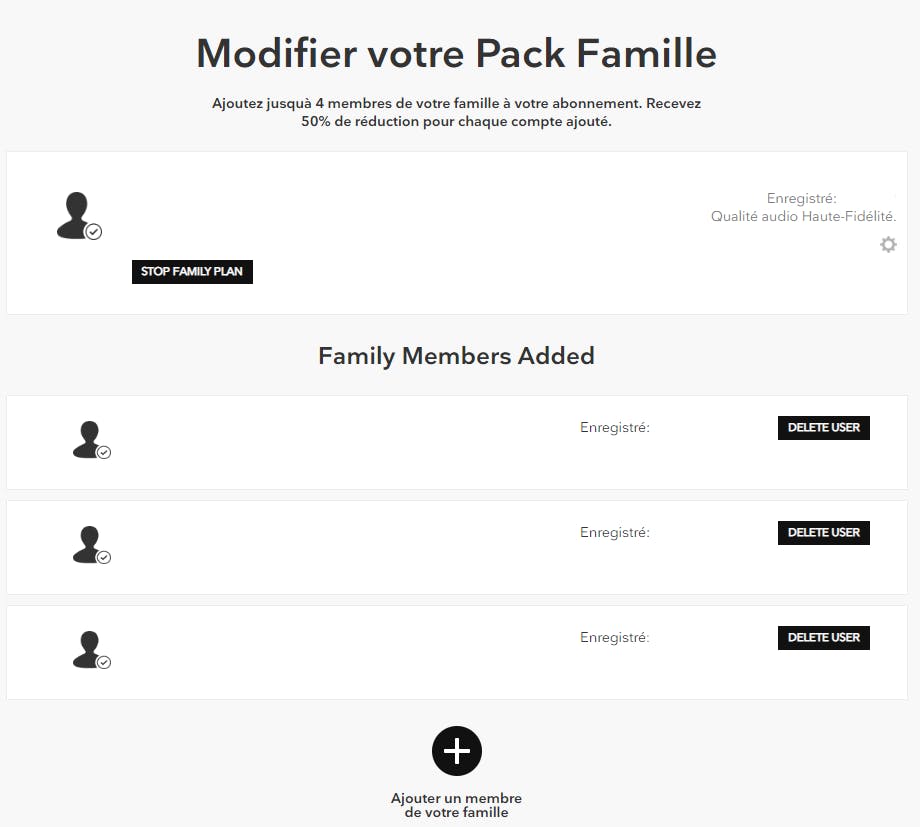 Modifier votre Pack Famille
Ajoutez jusquà 4 membres de votre famille à votre abonnement. Recevez
50% de réduction pour chaque compte ajouté.
Enregistré:
Qualité audio Haute-Fidélité.
STOP FAMILY PLAN
Family Members Added
Enregistré:
DELETE USER
Enregistré:
DELETE USER
Enregistré:
DELETE USER
Ajouter un membre
de votre famille